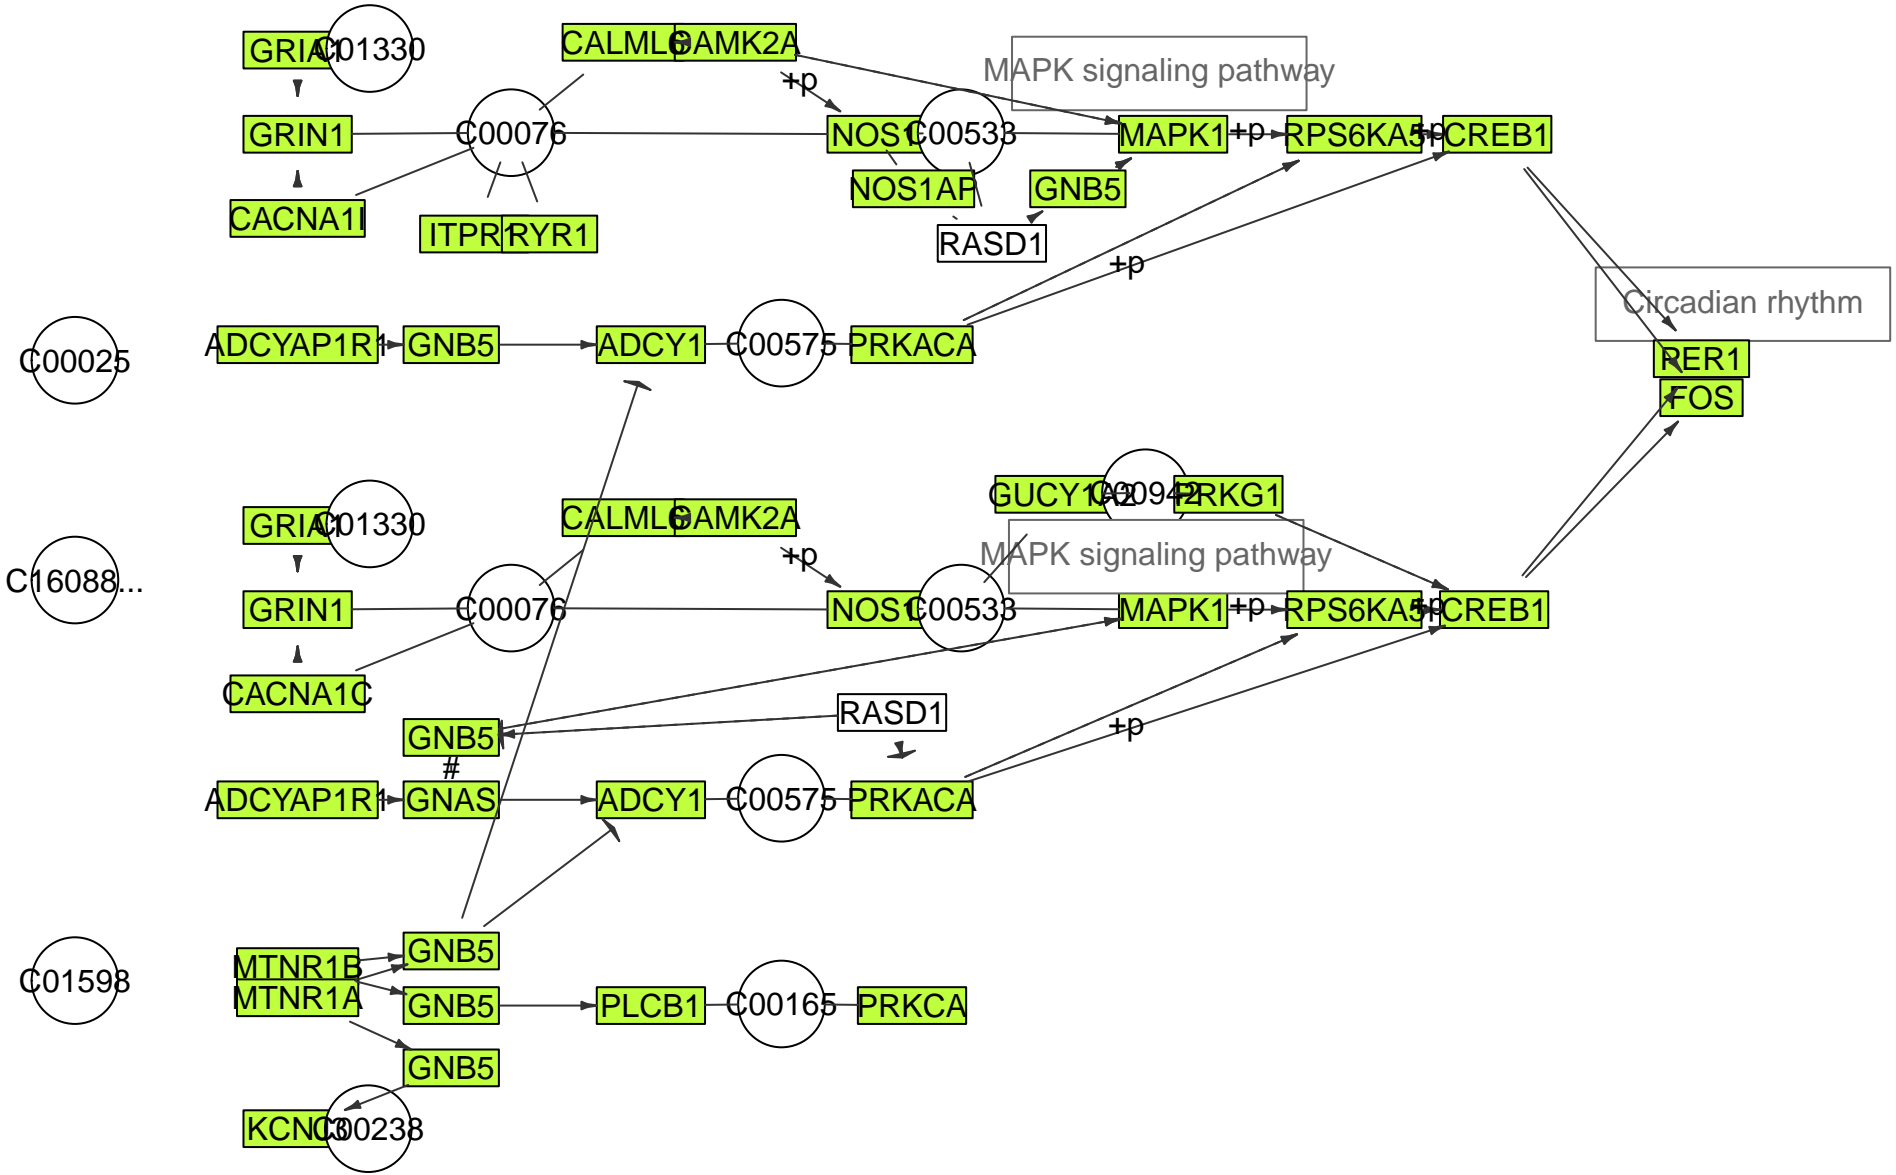 GRIA1
C01330
CALML6
CAMK2A
MAPK signaling pathway
+p
GRIN1
C00076
NOS1
C00533
MAPK1
+p
RPS6KA5
+p
CREB1
NOS1AP
GNB5
CACNA1I
ITPR1
RYR1
RASD1
+p
Circadian rhythm
C00025
ADCYAP1R1
GNB5
ADCY1
C00575
PRKACA
PER1
FOS
GUCY1A2
C00942
PRKG1
GRIA1
C01330
CALML6
CAMK2A
MAPK signaling pathway
+p
C16088...
GRIN1
C00076
NOS1
C00533
MAPK1
+p
RPS6KA5
+p
CREB1
CACNA1C
RASD1
GNB5
+p
#
ADCYAP1R1
GNAS
ADCY1
C00575
PRKACA
GNB5
MTNR1B
C01598
MTNR1A
GNB5
PLCB1
C00165
PRKCA
GNB5
KCNJ3
C00238